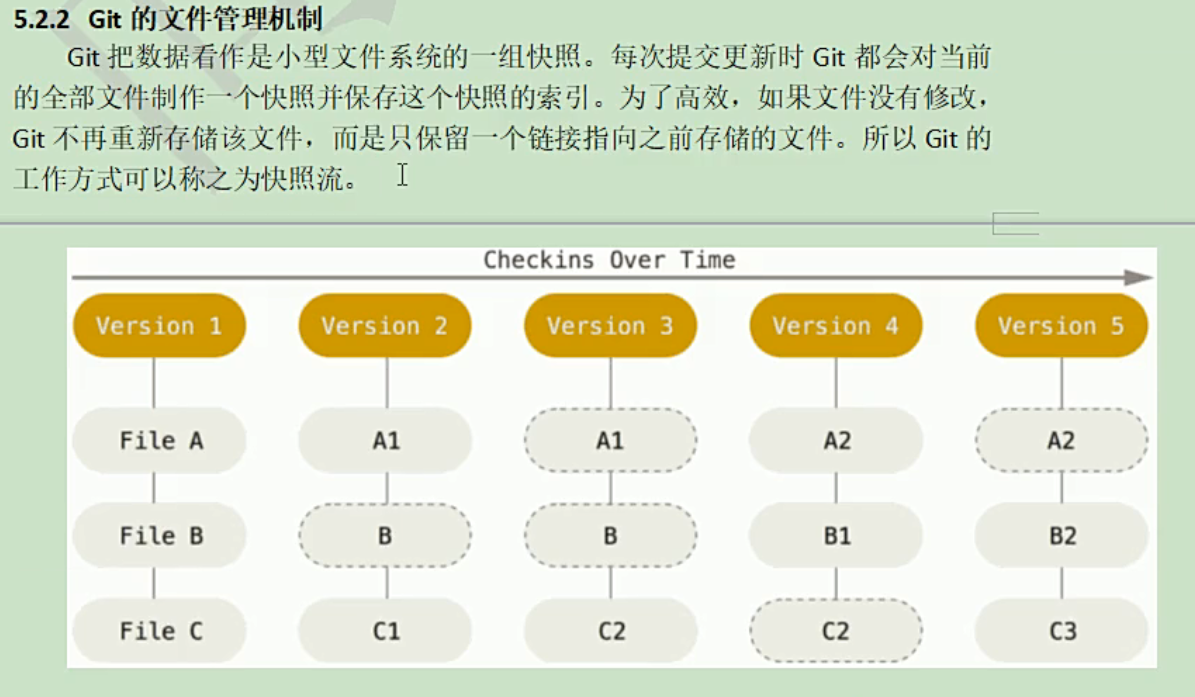 5.2.2 Git 的文件管理机制
Git 把数据看作是小型文件系统的一组快照。每次提交更新时 Git 都会对当前
的全部文件制作一个快照并保存这个快照的索引。为了高效，如果文件没有修改，
Git 不再重新存储该文件，而是只保留一个链接指向之前存储的文件。所以 Git 的
工作方式可以称之为快照流。
Checkins Over Time
Version 1 Version 2 Version 3 Version 4 Version 5
File A A1 A1 A2 A2
File B B B B1 B2
File C C1 C2 C2 C3